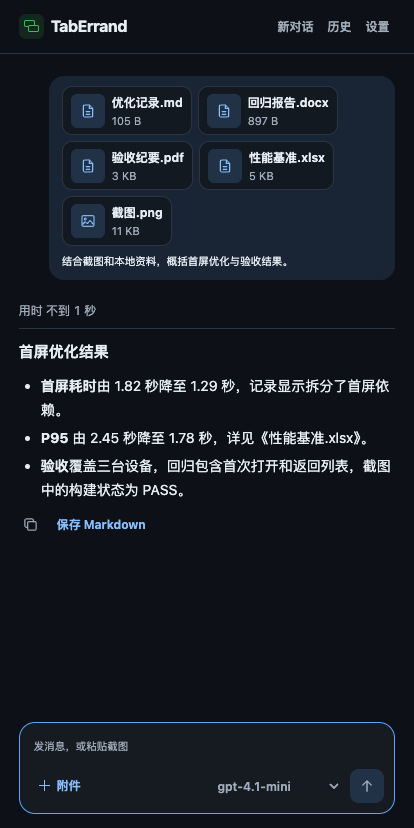 TabErrand
新对话 历史 设置
优化记录.md
105 B
回归报告.docx
897 B
验收纪要.pdf
3 KB
性能基准.xlsx
5 KB
截图.png
11 KB
结合截图和本地资料，概括首屏优化与验收结果。
用时 不到 1 秒
首屏优化结果
首屏耗时由 1.82 秒降至 1.29 秒，记录显示拆分了首屏依
赖。
P95 由 2.45 秒降至 1.78 秒，详见《性能基准.xlsx》。
验收覆盖三台设备，回归包含首次打开和返回列表，截图
中的构建状态为 PASS。
保存 Markdown
发消息，或粘贴截图
附件
gpt-4.1-mini